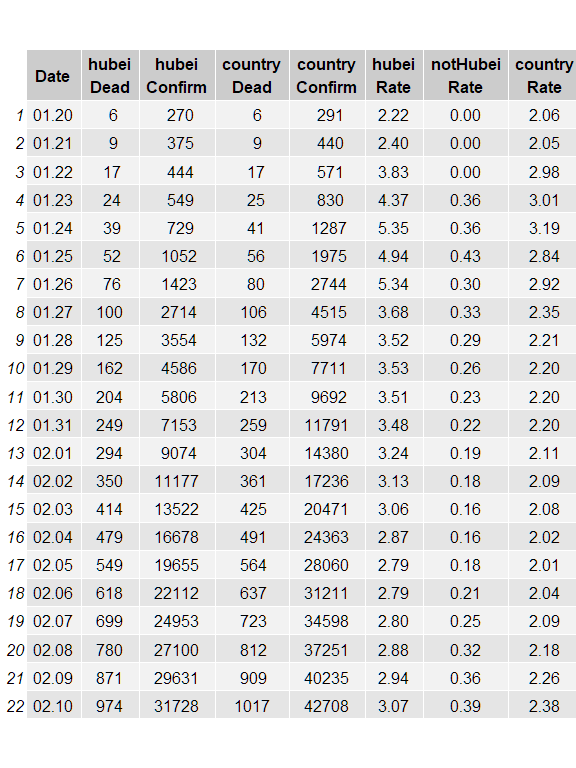 Date hubei Dead hubei Confirm country Dead country Confirm hubei Rate notHubei Rate country Rate
1 01.20 6 270 6 291 2.22 0.00 2.06
2 01.21 9 375 9 440 2.40 0.00 2.05
3 01.22 17 444 17 571 3.83 0.00 2.98
4 01.23 24 549 25 830 4.37 0.36 3.01
5 01.24 39 729 41 1287 5.35 0.36 3.19
6 01.25 52 1052 56 1975 4.94 0.43 2.84
7 01.26 76 1423 80 2744 5.34 0.30 2.92
8 01.27 100 2714 106 4515 3.68 0.33 2.35
9 01.28 125 3554 132 5974 3.52 0.29 2.21
10 01.29 162 4586 170 7711 3.53 0.26 2.20
11 01.30 204 5806 213 9692 3.51 0.23 2.20
12 01.31 249 7153 259 11791 3.48 0.22 2.20
13 02.01 294 9074 304 14380 3.24 0.19 2.11
14 02.02 350 11177 361 17236 3.13 0.18 2.09
15 02.03 414 13522 425 20471 3.06 0.16 2.08
16 02.04 479 16678 491 24363 2.87 0.16 2.02
17 02.05 549 19655 564 28060 2.79 0.18 2.01
18 02.06 618 22112 637 31211 2.79 0.21 2.04
19 02.07 699 24953 723 34598 2.80 0.25 2.09
20 02.08 780 27100 812 37251 2.88 0.32 2.18
21 02.09 871 29631 909 40235 2.94 0.36 2.26
22 02.10 974 31728 1017 42708 3.07 0.39 2.38